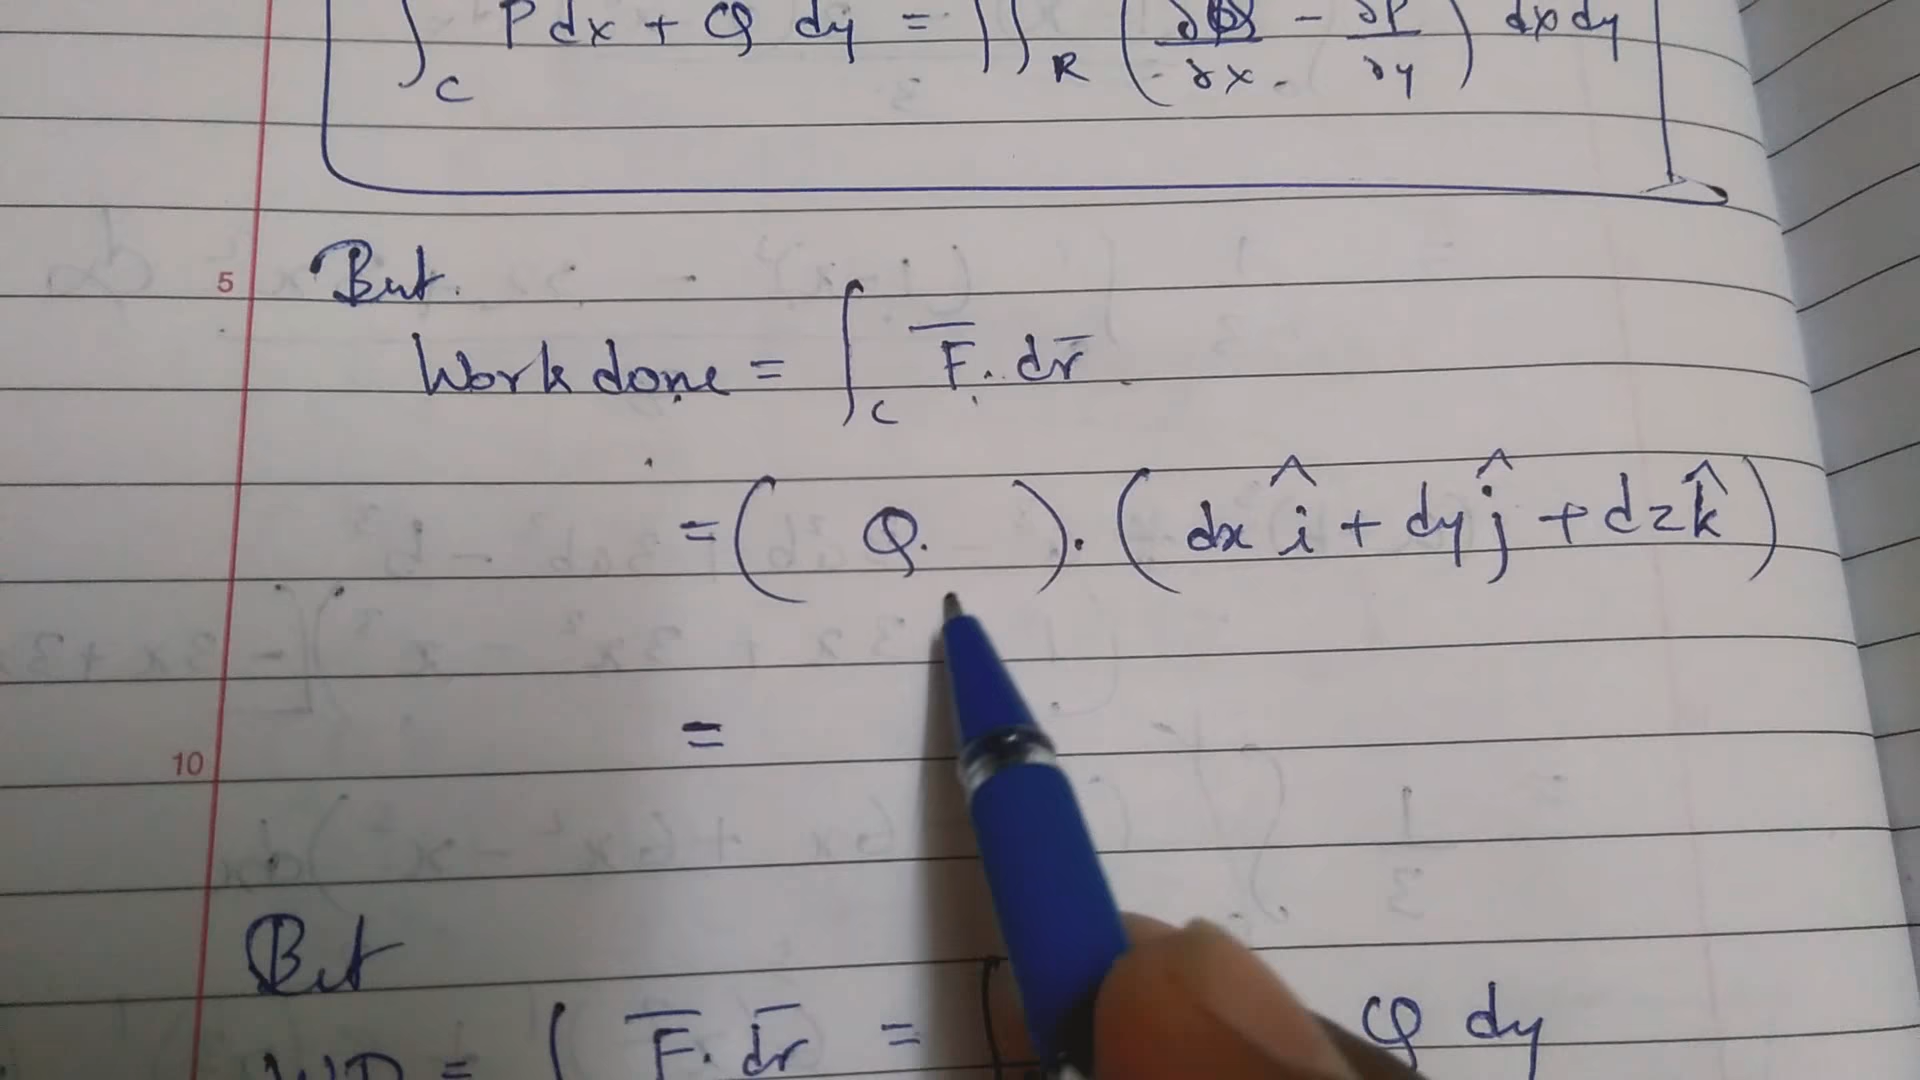 ∫_C P dx + Q dy = ∬_R (∂Q/∂x - ∂P/∂y) dx dy
5
But.
Work done = ∫_C F̅. dr̅
= ( Q. ) . ( dx î + dy ĵ + dz k̂ )
=
10
But
WD = ∫ F̅. dr̅ = Q dy